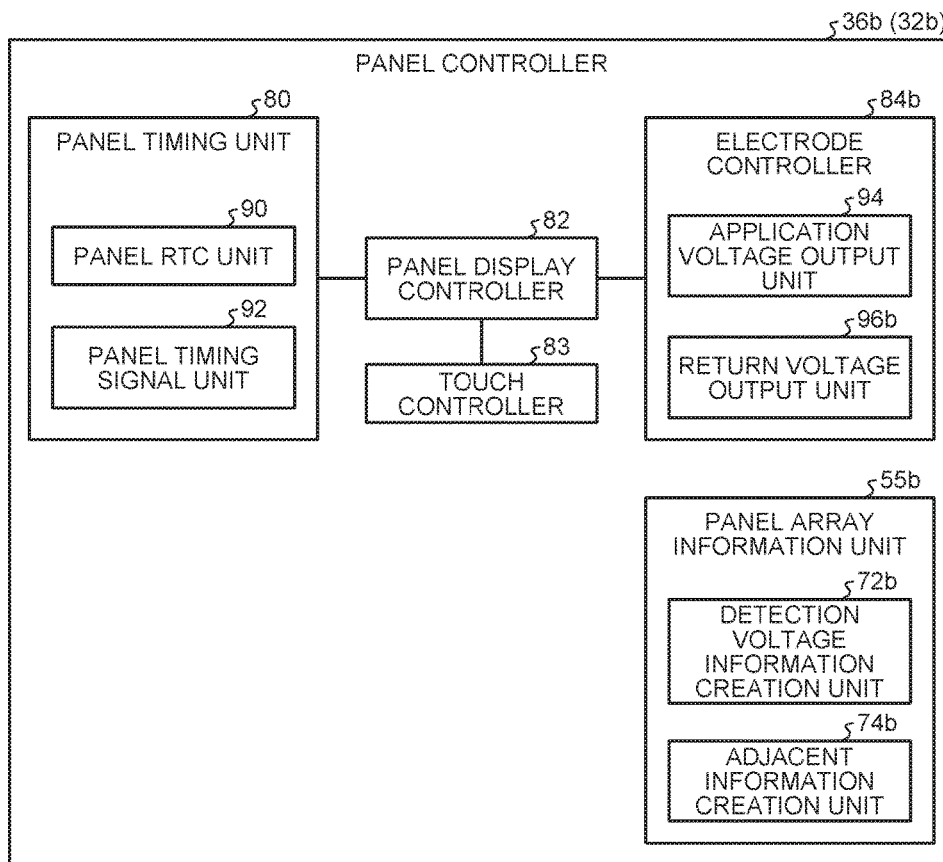 36b (32b)
PANEL CONTROLLER
80
PANEL TIMING UNIT
90
PANEL RTC UNIT
92
PANEL TIMING
SIGNAL UNIT
82
PANEL DISPLAY
CONTROLLER
83
TOUCH
CONTROLLER
84b
ELECTRODE
CONTROLLER
94
APPLICATION
VOLTAGE OUTPUT
UNIT
96b
RETURN VOLTAGE
OUTPUT UNIT
55b
PANEL ARRAY
INFORMATION UNIT
72b
DETECTION
VOLTAGE
INFORMATION
CREATION UNIT
74b
ADJACENT
INFORMATION
CREATION UNIT